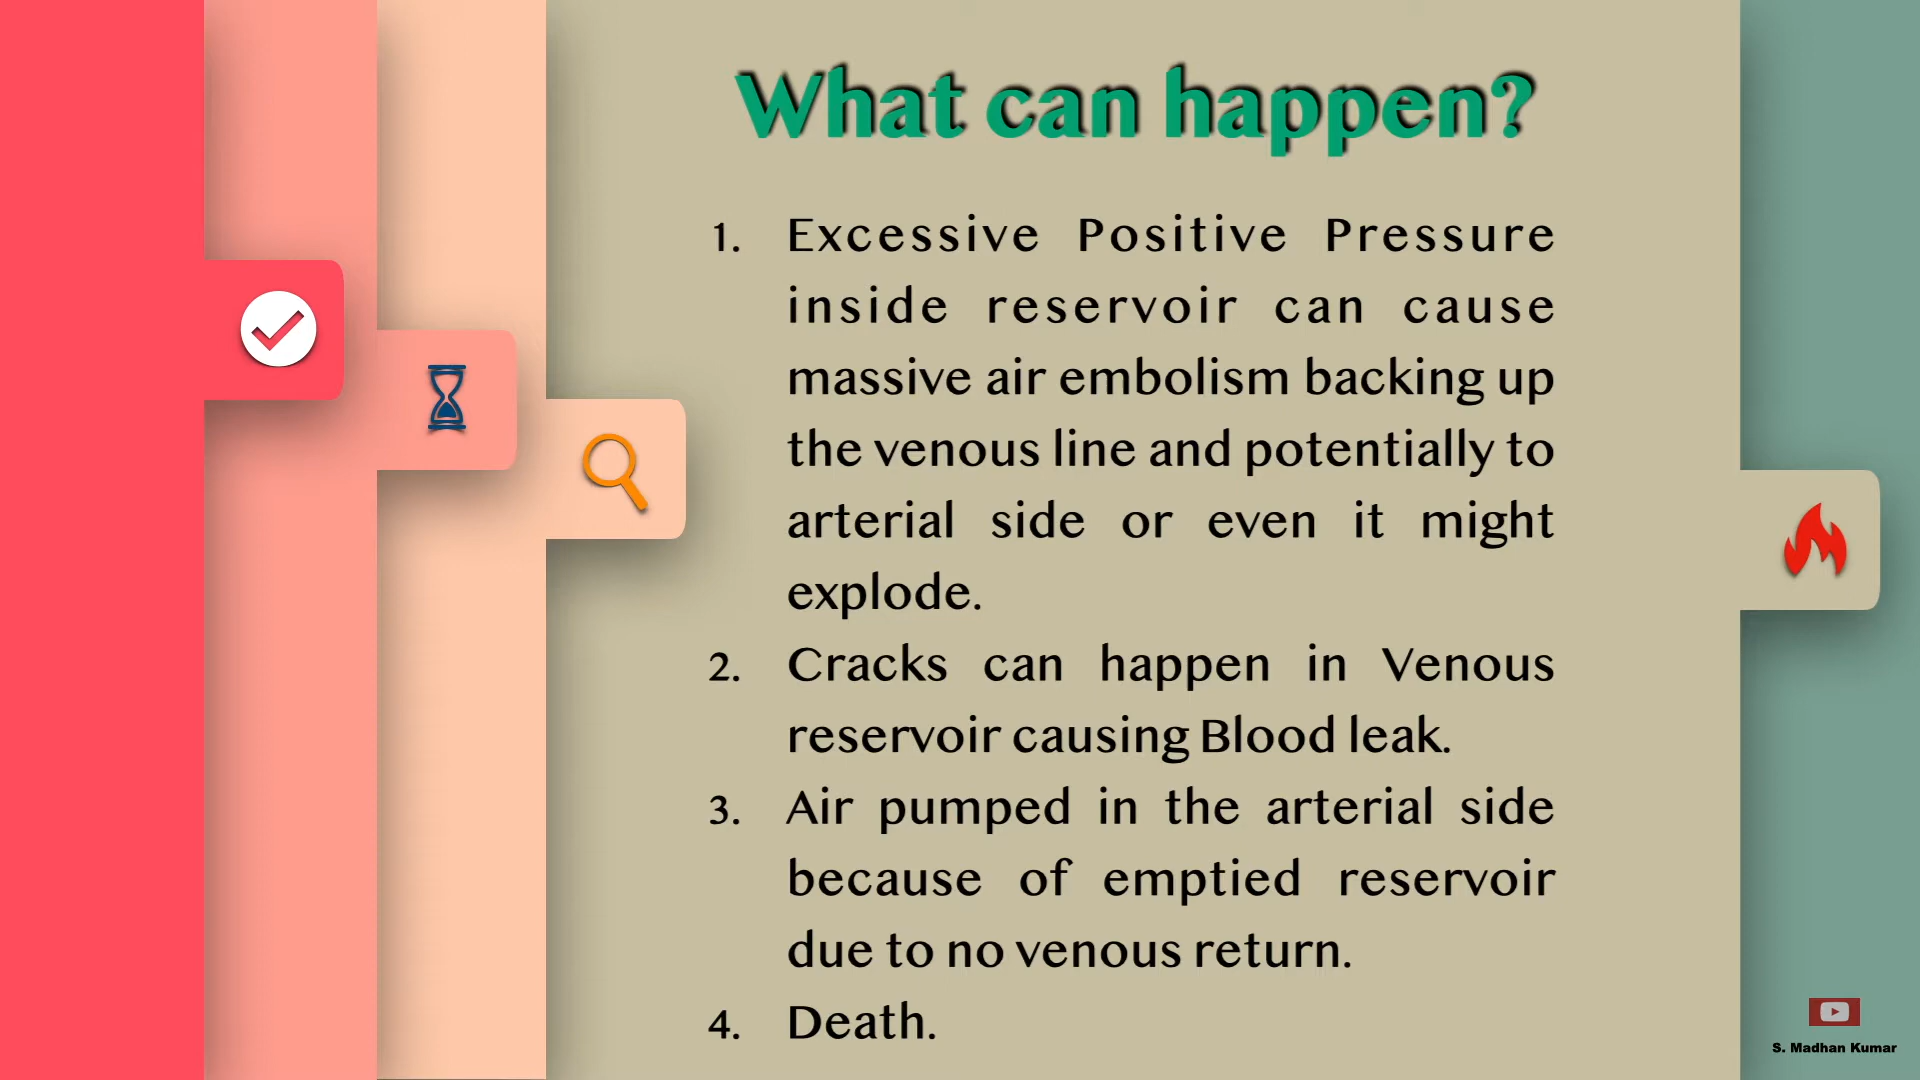 What can happen?
1. Excessive Positive Pressure
inside reservoir can cause
massive air embolism backing up
the venous line and potentially to
arterial side or even it might
explode.
2. Cracks can happen in Venous
reservoir causing Blood leak.
3. Air pumped in the arterial side
because of emptied reservoir
due to no venous return.
4. Death.
S. Madhan Kumar